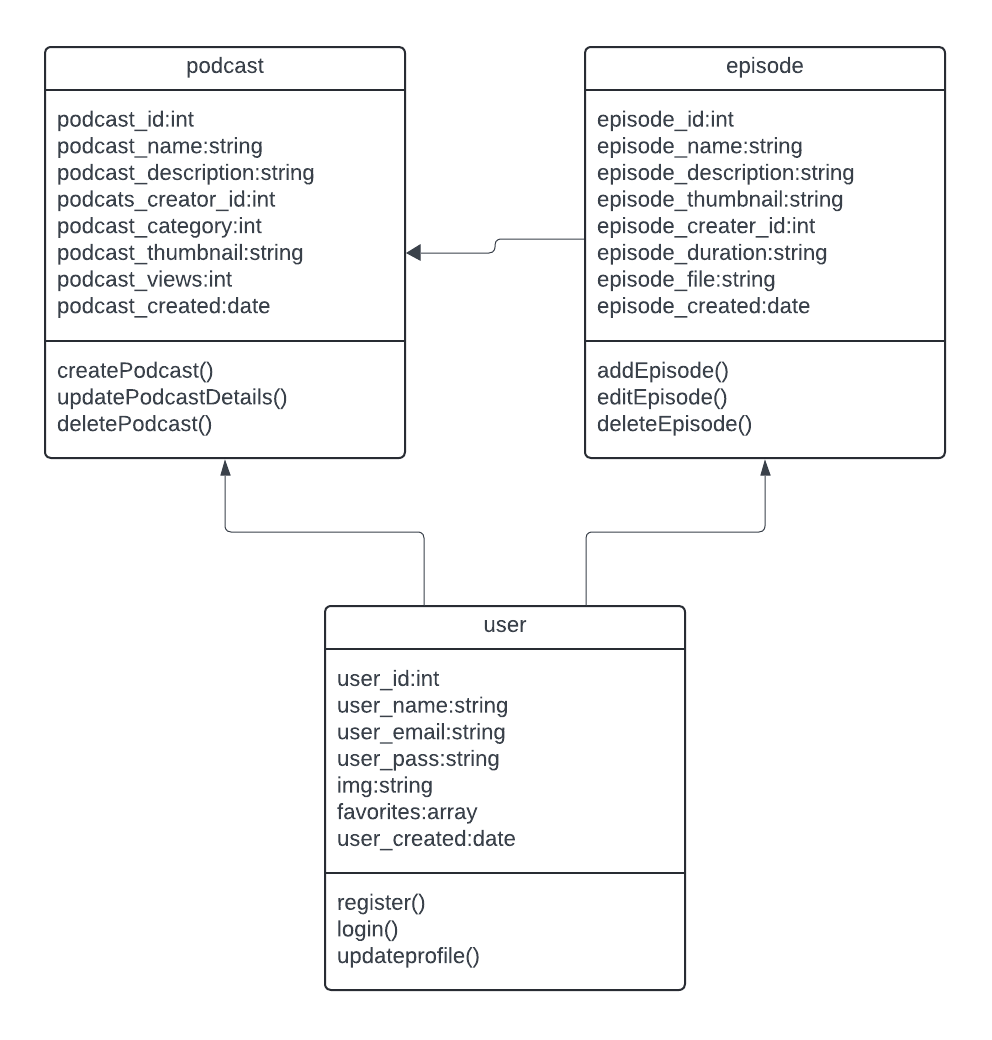 podcast
podcast_id:int
podcast_name:string
podcast_description:string
podcats_creator_id:int
podcast_category:int
podcast_thumbnail:string
podcast_views:int
podcast_created:date
createPodcast()
updatePodcastDetails()
deletePodcast()
episode
episode_id:int
episode_name:string
episode_description:string
episode_thumbnail:string
episode_creater_id:int
episode_duration:string
episode_file:string
episode_created:date
addEpisode()
editEpisode()
deleteEpisode()
user
user_id:int
user_name:string
user_email:string
user_pass:string
img:string
favorites:array
user_created:date
register()
login()
updateprofile()